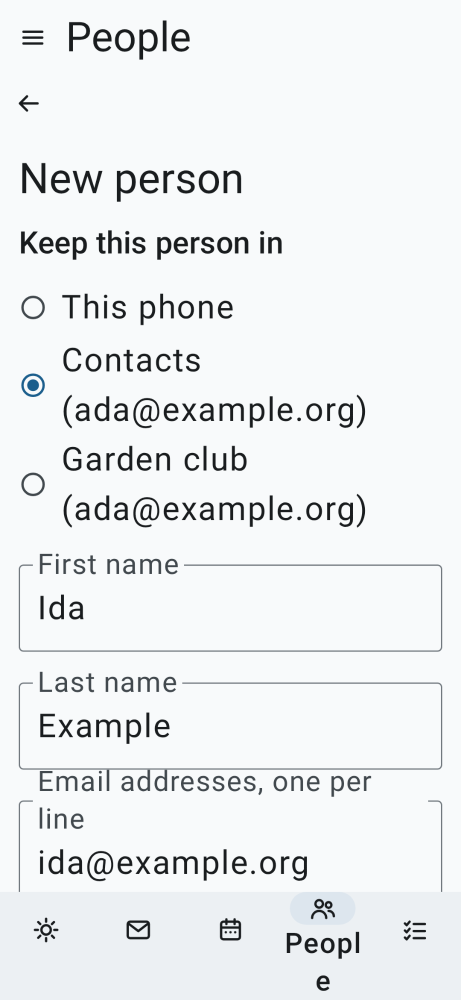 People
New person
Keep this person in
This phone
Contacts
(ada@example.org)
Garden club
(ada@example.org)
First name
Ida
Last name
Example
Email addresses, one per
line
ida@example.org
Peopl
e